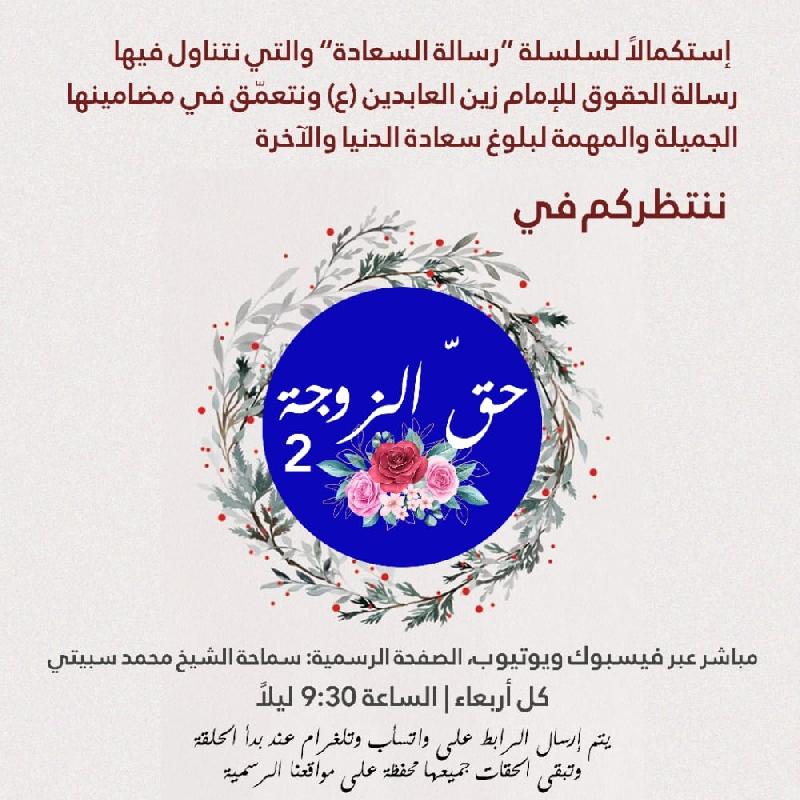 إستكمالاً لسلسلة "رسالة السعادة" والتي نتناول فيها
رسالة الحقوق للإمام زين العابدين (ع) ونتعمّق في مضامينها
الجميلة والمهمة لبلوغ سعادة الدنيا والآخرة
ننتظركم في
حقّ الزوجة
2
مباشر عبر فيسبوك ويوتيوب، الصفحة الرسمية: سماحة الشيخ محمد سبيتي
كل أربعاء | الساعة 9:30 ليلاً
يتم إرسال الرابط على واتساب وتلغرام عند بدأ الحلقة
وتبقى الحقات جميعها محفظة على مواقعنا الرسمية